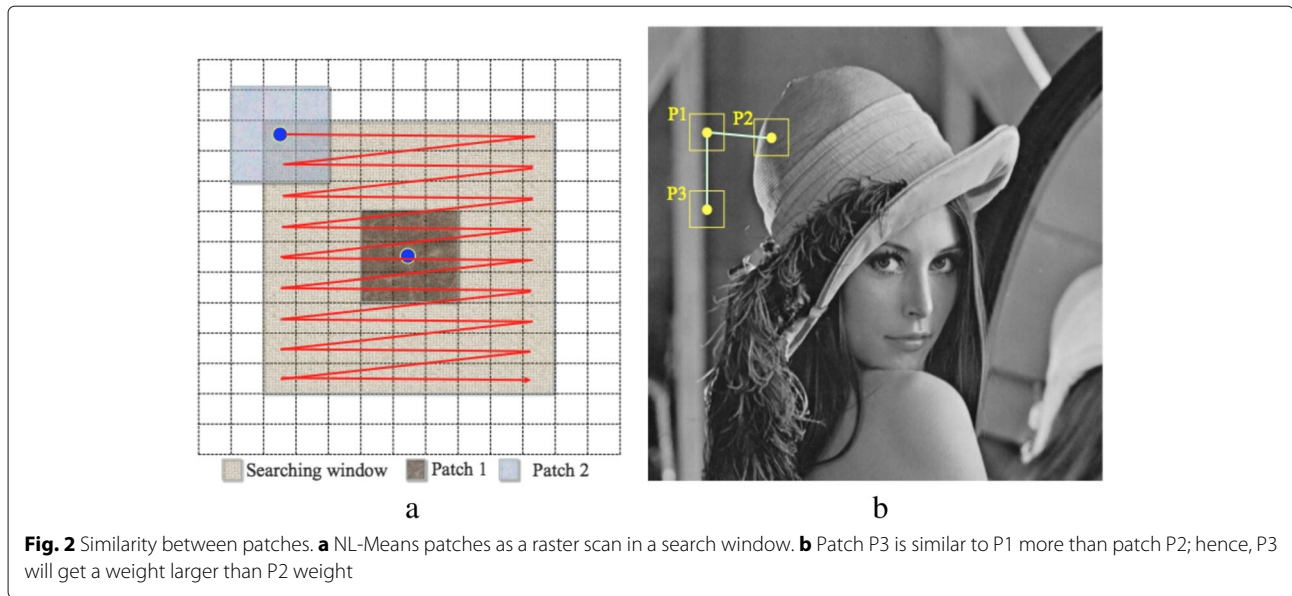 P1
P2
P3
Searching window Patch 1 Patch 2
a
b
Fig. 2 Similarity between patches. a NL-Means patches as a raster scan in a search window. b Patch P3 is similar to P1 more than patch P2; hence, P3
will get a weight larger than P2 weight